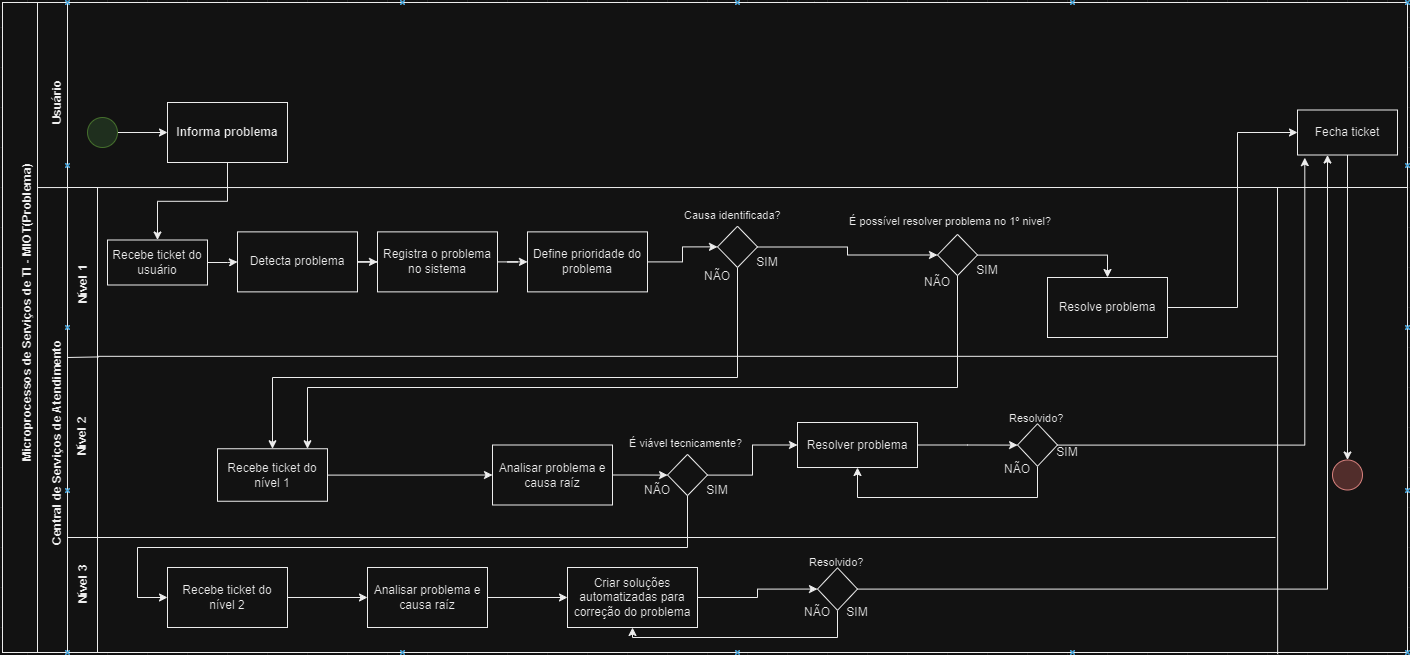 Microprocessos de Serviços de TI - MIOT(Problema)
Usuário
Informa problema
Fecha ticket
Central de Serviços de Atendimento
Nível 1
Recebe ticket do
usuário
Detecta problema
Registra o problema
no sistema
Define prioridade do
problema
Causa identificada?
NÃO
SIM
É possível resolver problema no 1º nivel?
NÃO
SIM
Resolve problema
Nível 2
Recebe ticket do
nível 1
Analisar problema e
causa raíz
É viável tecnicamente?
NÃO
SIM
Resolver problema
Resolvido?
NÃO
SIM
Nível 3
Recebe ticket do
nível 2
Analisar problema e
causa raíz
Criar soluções
automatizadas para
correção do problema
Resolvido?
NÃO
SIM